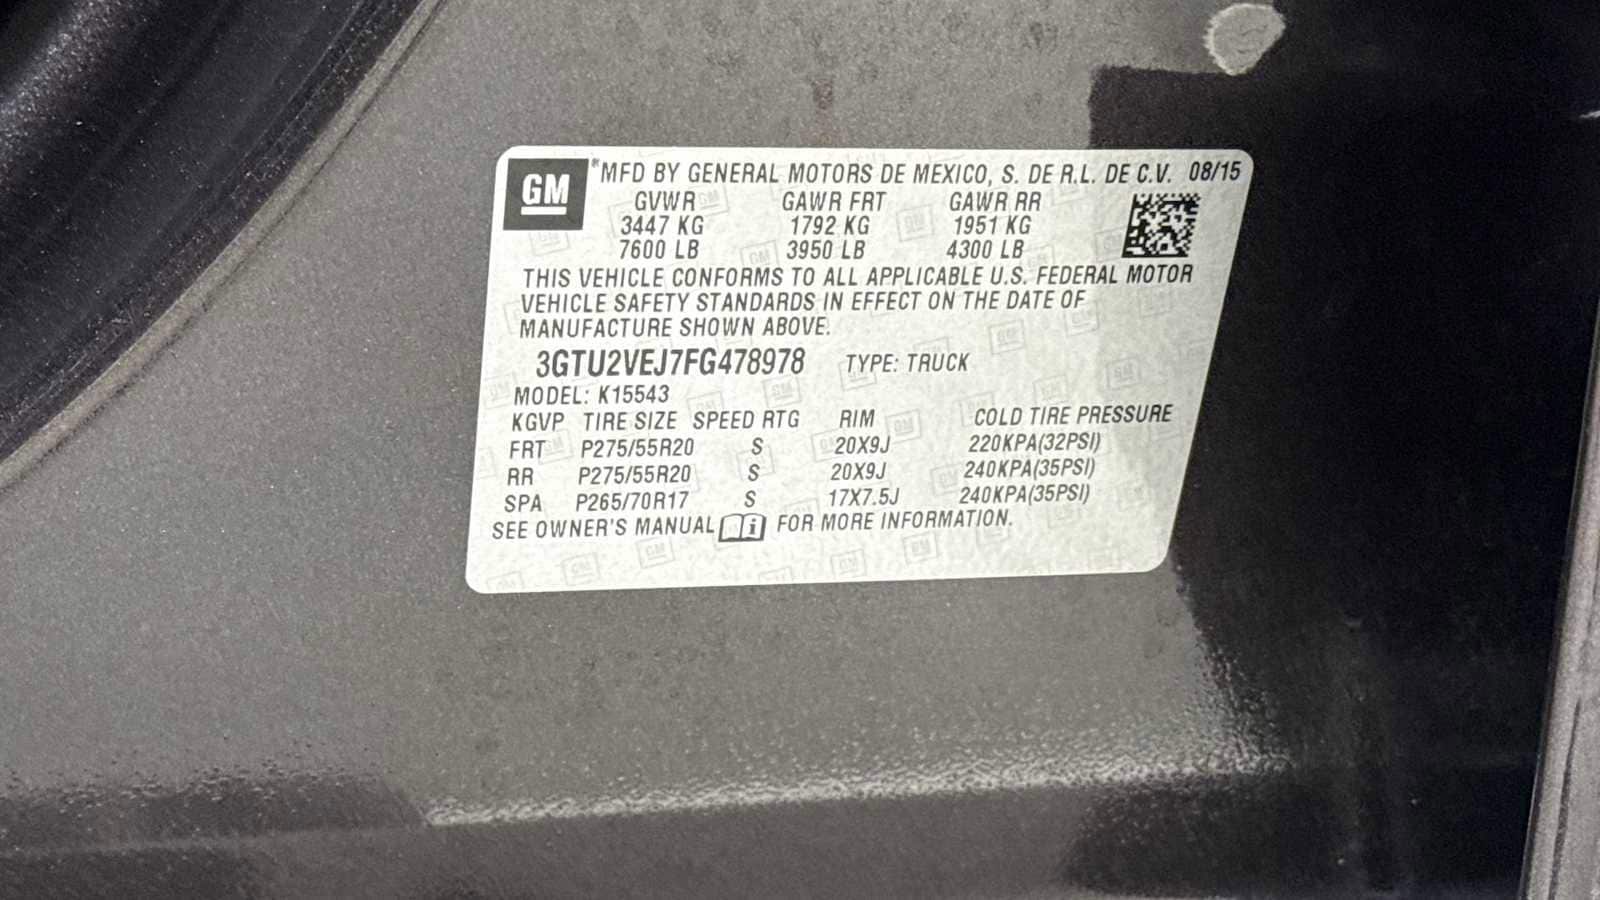 GM MFD BY GENERAL MOTORS DE MEXICO, S. DE R.L. DE C.V. 08/15
GVWR GAWR FRT GAWR RR
3447 KG 1792 KG 1951 KG
7600 LB 3950 LB 4300 LB
THIS VEHICLE CONFORMS TO ALL APPLICABLE U.S. FEDERAL MOTOR
VEHICLE SAFETY STANDARDS IN EFFECT ON THE DATE OF
MANUFACTURE SHOWN ABOVE.
3GTU2VEJ7FG478978 TYPE: TRUCK
MODEL: K15543
KGVP TIRE SIZE SPEED RTG RIM COLD TIRE PRESSURE
FRT P275/55R20 S 20X9J 220KPA(32PSI)
RR P275/55R20 S 20X9J 240KPA(35PSI)
SPA P265/70R17 S 17X7.5J 240KPA(35PSI)
SEE OWNER'S MANUAL FOR MORE INFORMATION.